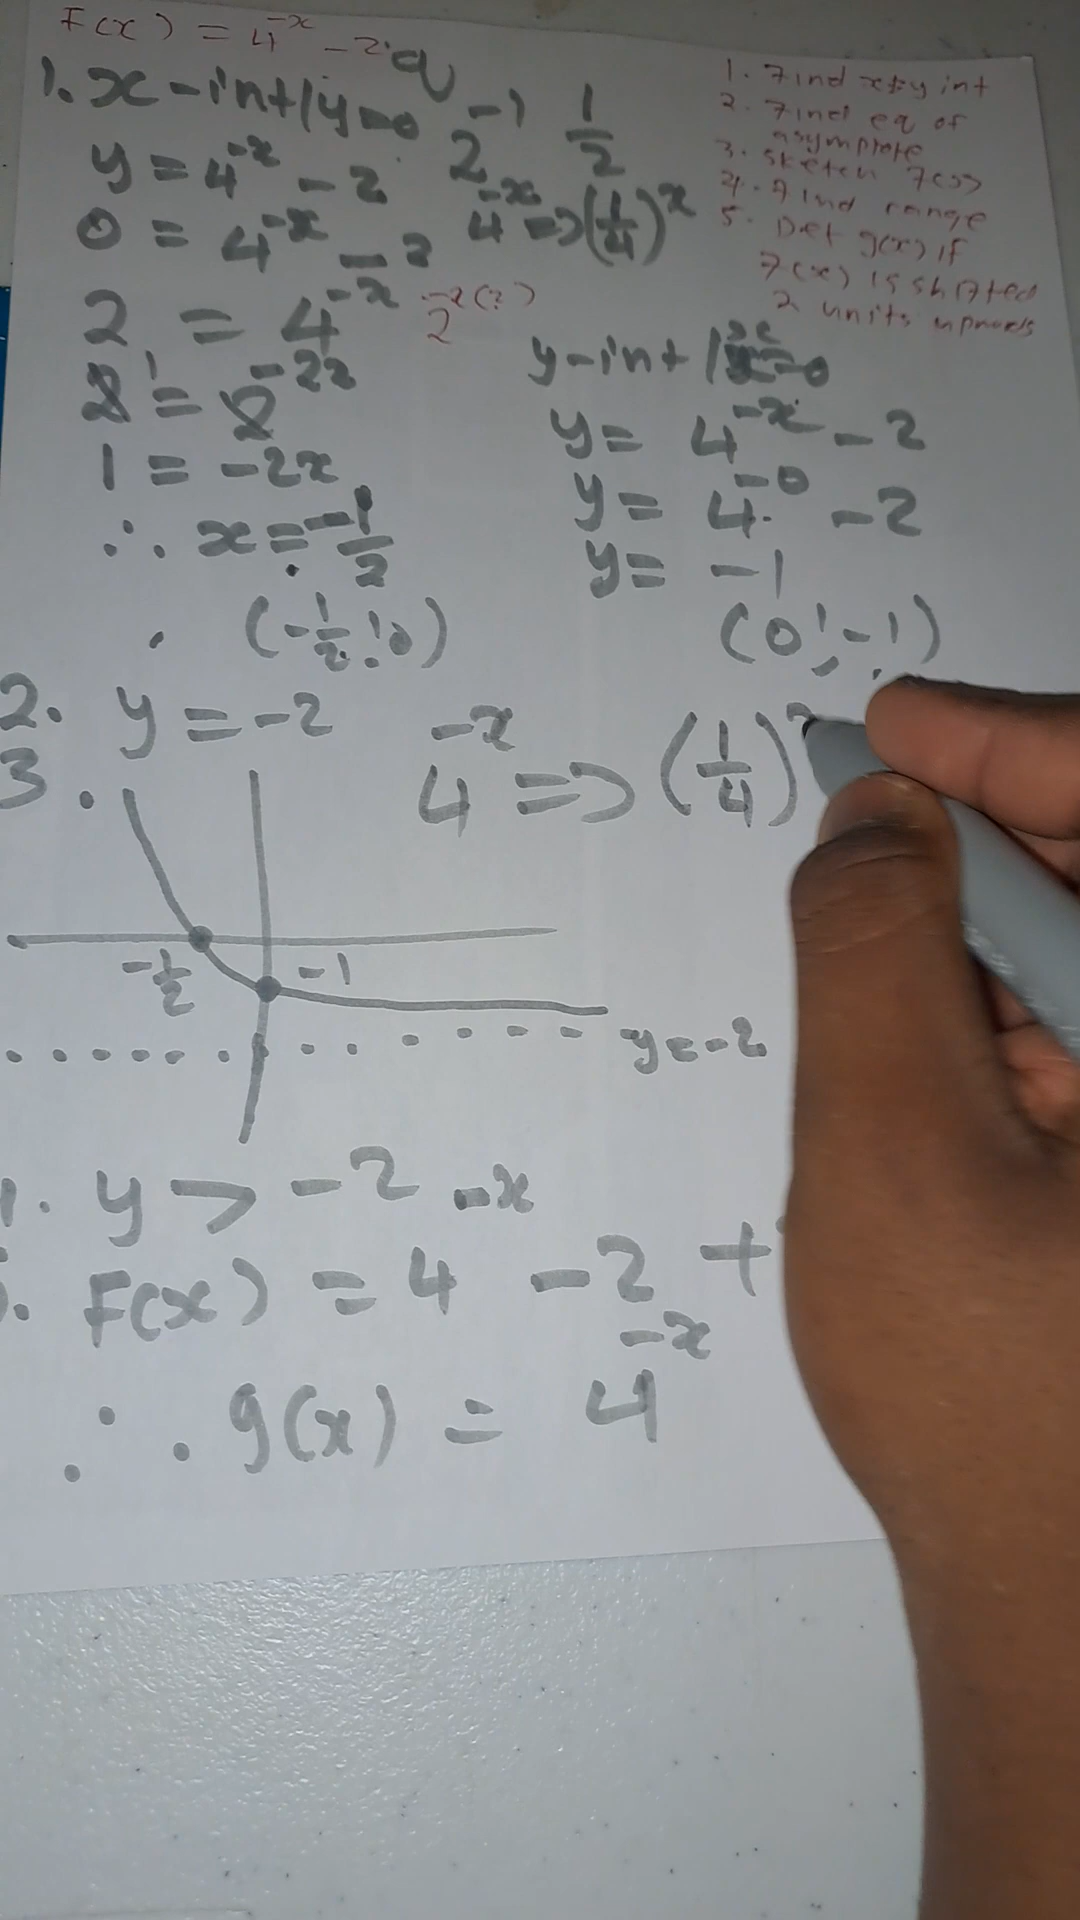 F(x) = 4^-x - 2
q
1. x-int/y=0
y = 4^-x - 2
0 = 4^-x - 2
2 = 4^-x
2^-2(?)
2^1 = 2^-2x
1 = -2x
∴ x = -1/2
(-1/2 ; 0)
2^-1 1/2
4^-x => (1/4)^x
1. Find x & y int
2. Find eq of
asymptote
3. sketch f(x)
4. Find range
5. Det g(x) if
F(x) is shifted
2 units upwards
y-int / x=0
y = 4^-x - 2
y = 4^-0 - 2
y = -1
(0 ; -1)
2. y = -2
4^-x => (1/4)
3.
-1/2
-1
y = -2
y > -2
F(x) = 4^-x - 2 +
∴ g(x) = 4^-x